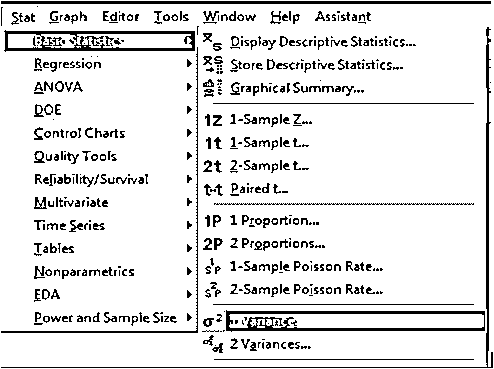 Stat Graph Editor Tools Window Help Assistant
Basic Statistics
Regression
ANOVA
DOE
Control Charts
Quality Tools
Reliability/Survival
Multivariate
Time Series
Tables
Nonparametrics
EDA
Power and Sample Size
Display Descriptive Statistics...
Store Descriptive Statistics...
Graphical Summary...
1Z 1-Sample Z...
1t 1-Sample t...
2t 2-Sample t...
t-t Paired t...
1P 1 Proportion...
2P 2 Proportions...
1-Sample Poisson Rate...
2-Sample Poisson Rate...
σ² Variance
2 Variances...